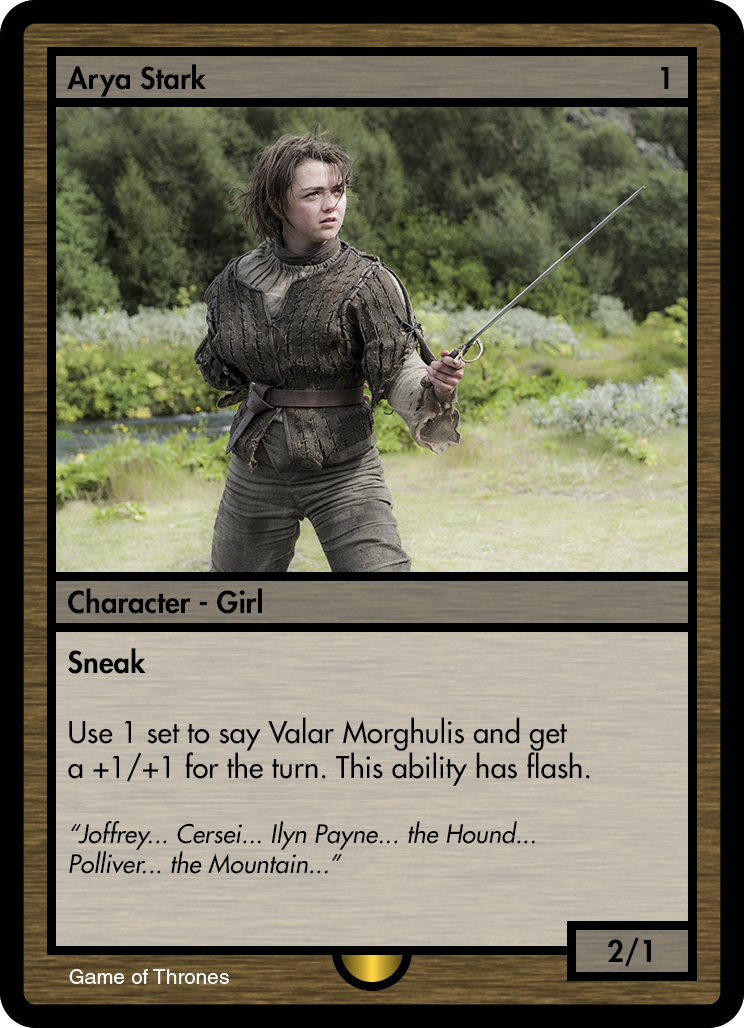 Arya Stark 1
Character - Girl
Sneak
Use 1 set to say Valar Morghulis and get
a +1/+1 for the turn. This ability has flash.
“Joffrey... Cersei... Ilyn Payne... the Hound...
Polliver... the Mountain...”
2/1
Game of Thrones